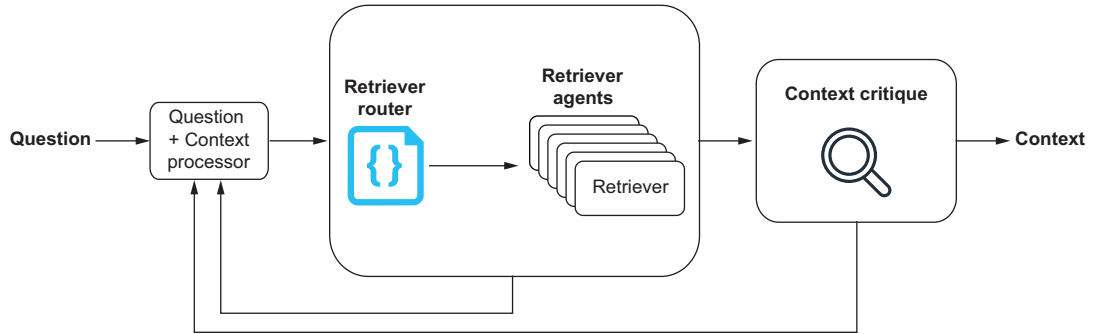 Question
Question
+ Context
processor
Retriever
router
{}
Retriever
agents
Retriever
Context critique
Context